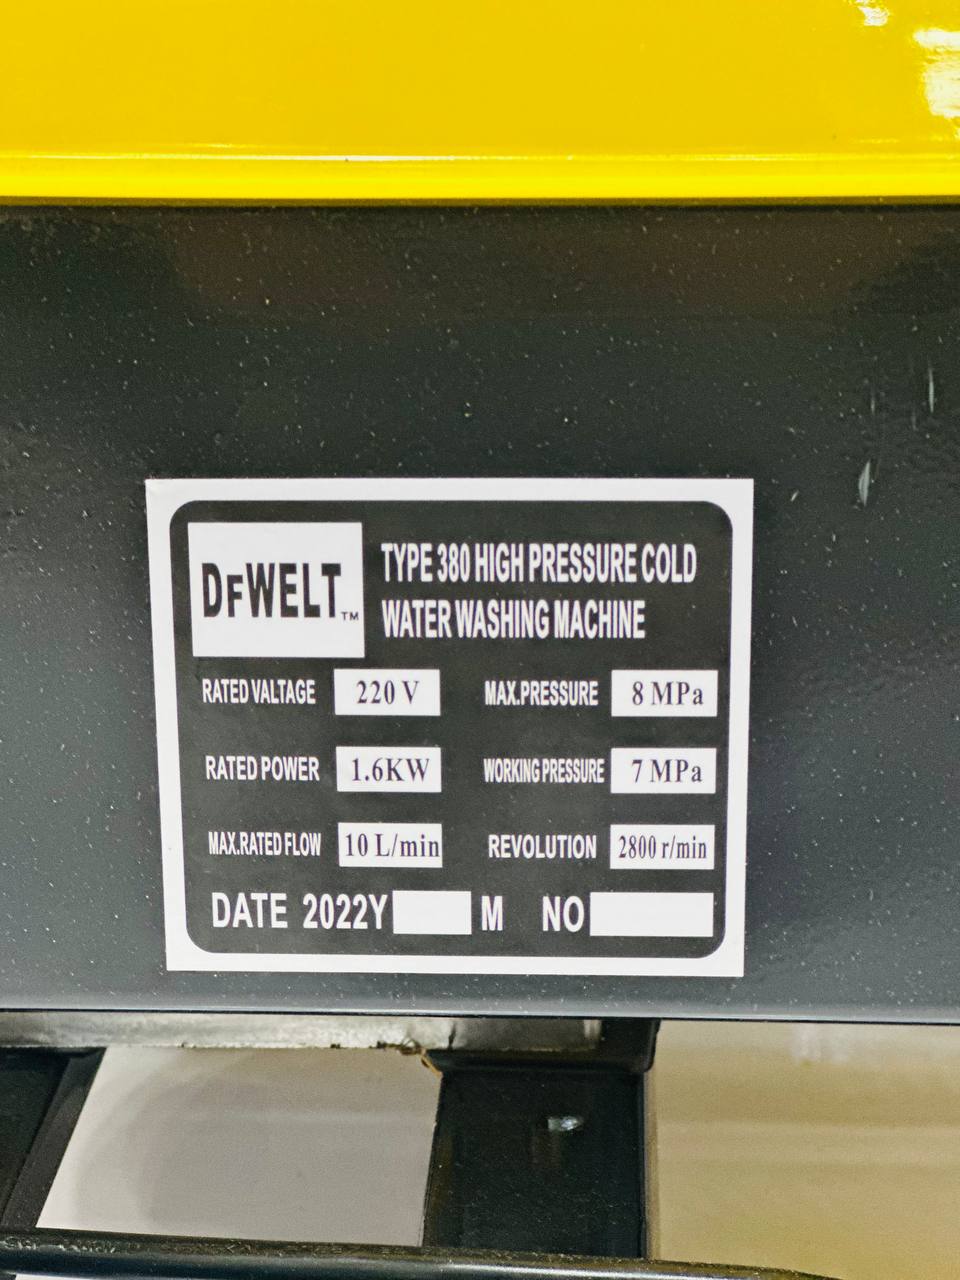 DFWELT™
TYPE 380 HIGH PRESSURE COLD
WATER WASHING MACHINE
RATED VALTAGE 220 V MAX.PRESSURE 8 MPa
RATED POWER 1.6KW WORKING PRESSURE 7 MPa
MAX.RATED FLOW 10 L/min REVOLUTION 2800 r/min
DATE 2022Y M NO